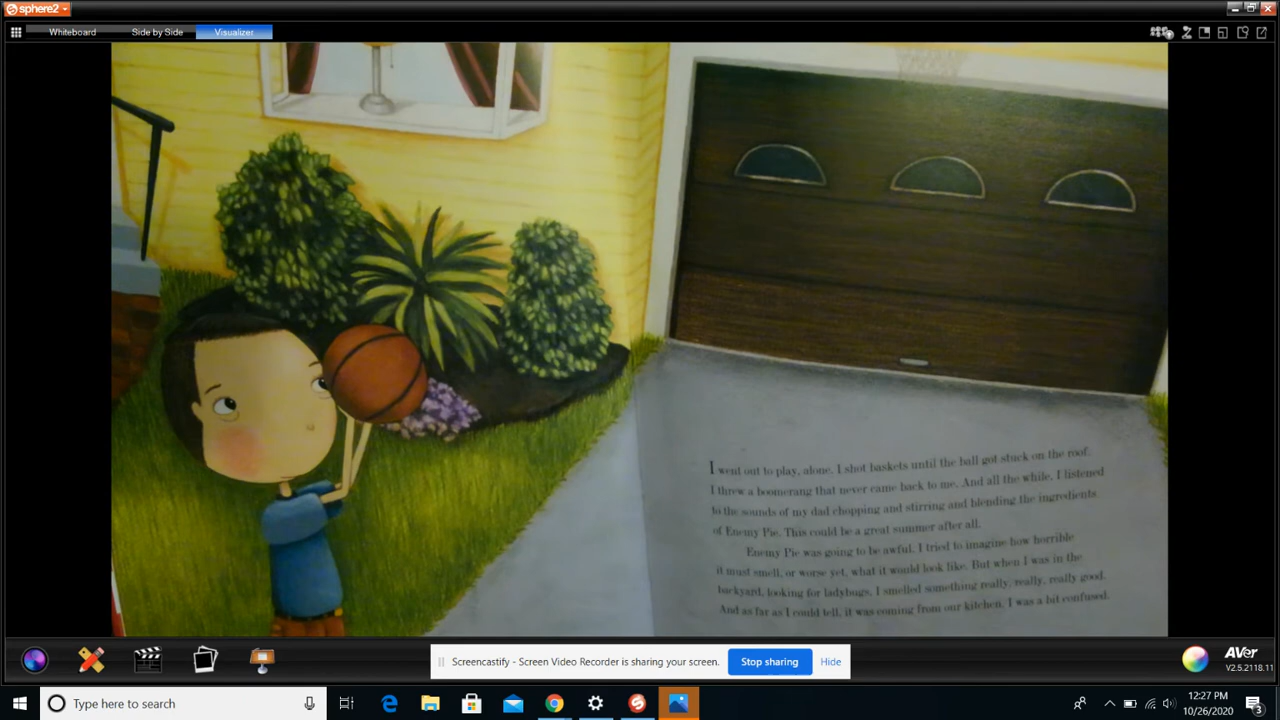 sphere2
Whiteboard
Side by Side
Visualizer
I went out to play, alone. I shot baskets until the ball got stuck on the roof.
I threw a boomerang that never came back to me. And all the while, I listened
to the sounds of my dad chopping and stirring and blending the ingredients
of Enemy Pie. This could be a great summer after all.
Enemy Pie was going to be awful. I tried to imagine how horrible
it must smell, or worse yet, what it would look like. But when I was in the
backyard, looking for ladybugs, I smelled something really, really, really good.
And as far as I could tell, it was coming from our kitchen. I was a bit confused.
Screencastify - Screen Video Recorder is sharing your screen.
Stop sharing
Hide
AVer
V2.5.2118.11
Type here to search
12:27 PM
10/26/2020
3